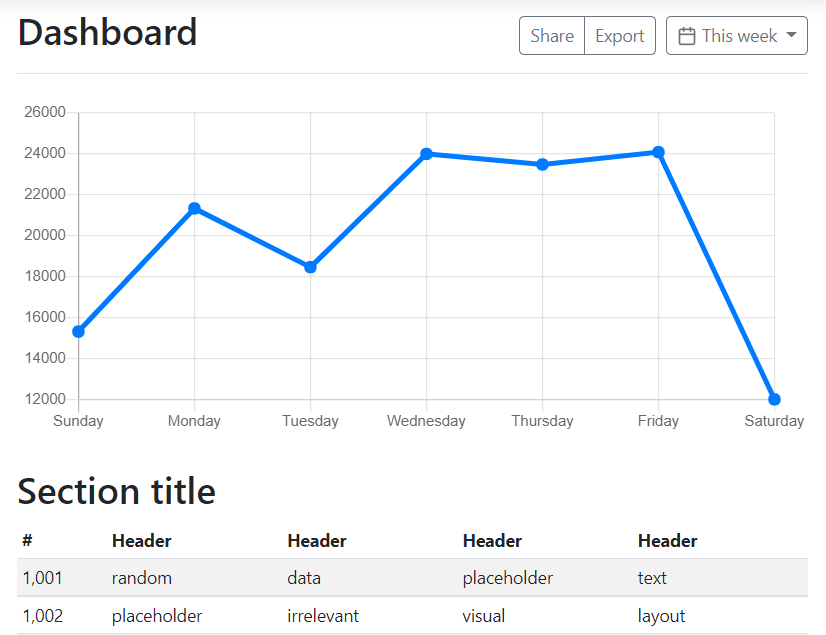 Dashboard
Share Export This week
26000
24000
22000
20000
18000
16000
14000
12000
Sunday Monday Tuesday Wednesday Thursday Friday Saturday
Section title
# Header Header Header Header
1,001 random data placeholder text
1,002 placeholder irrelevant visual layout